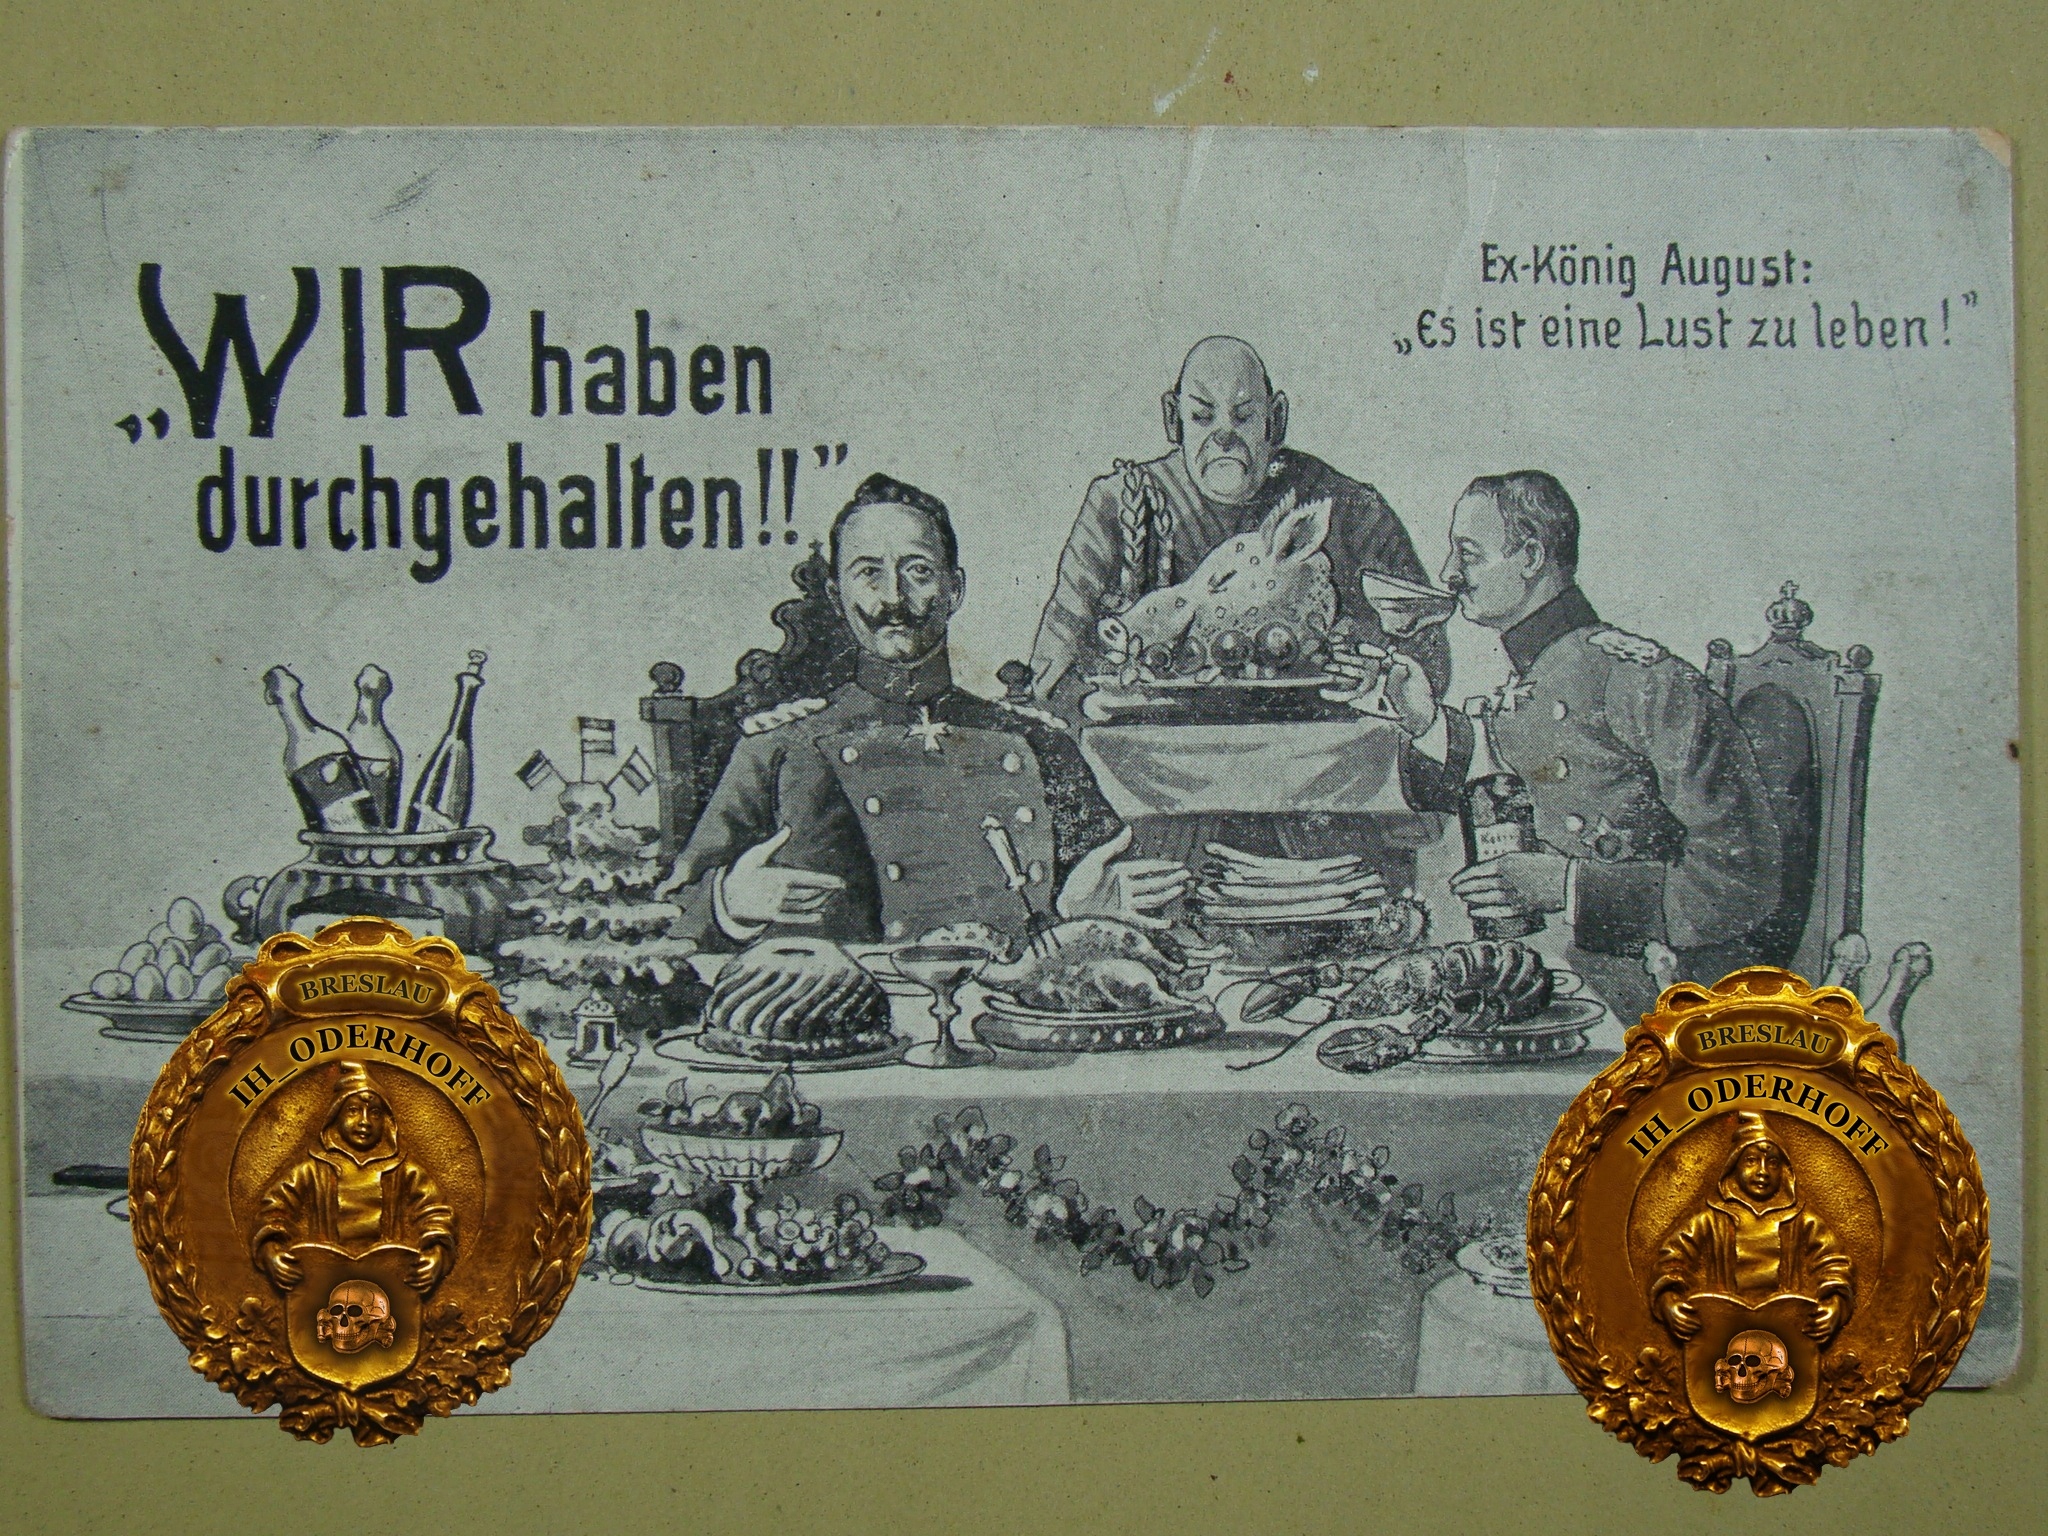 „WIR haben
durchgehalten!!”
Ex-König August:
„Es ist eine Lust zu leben!”
BRESLAU
IH_ODERHOFF
BRESLAU
IH_ODERHOFF